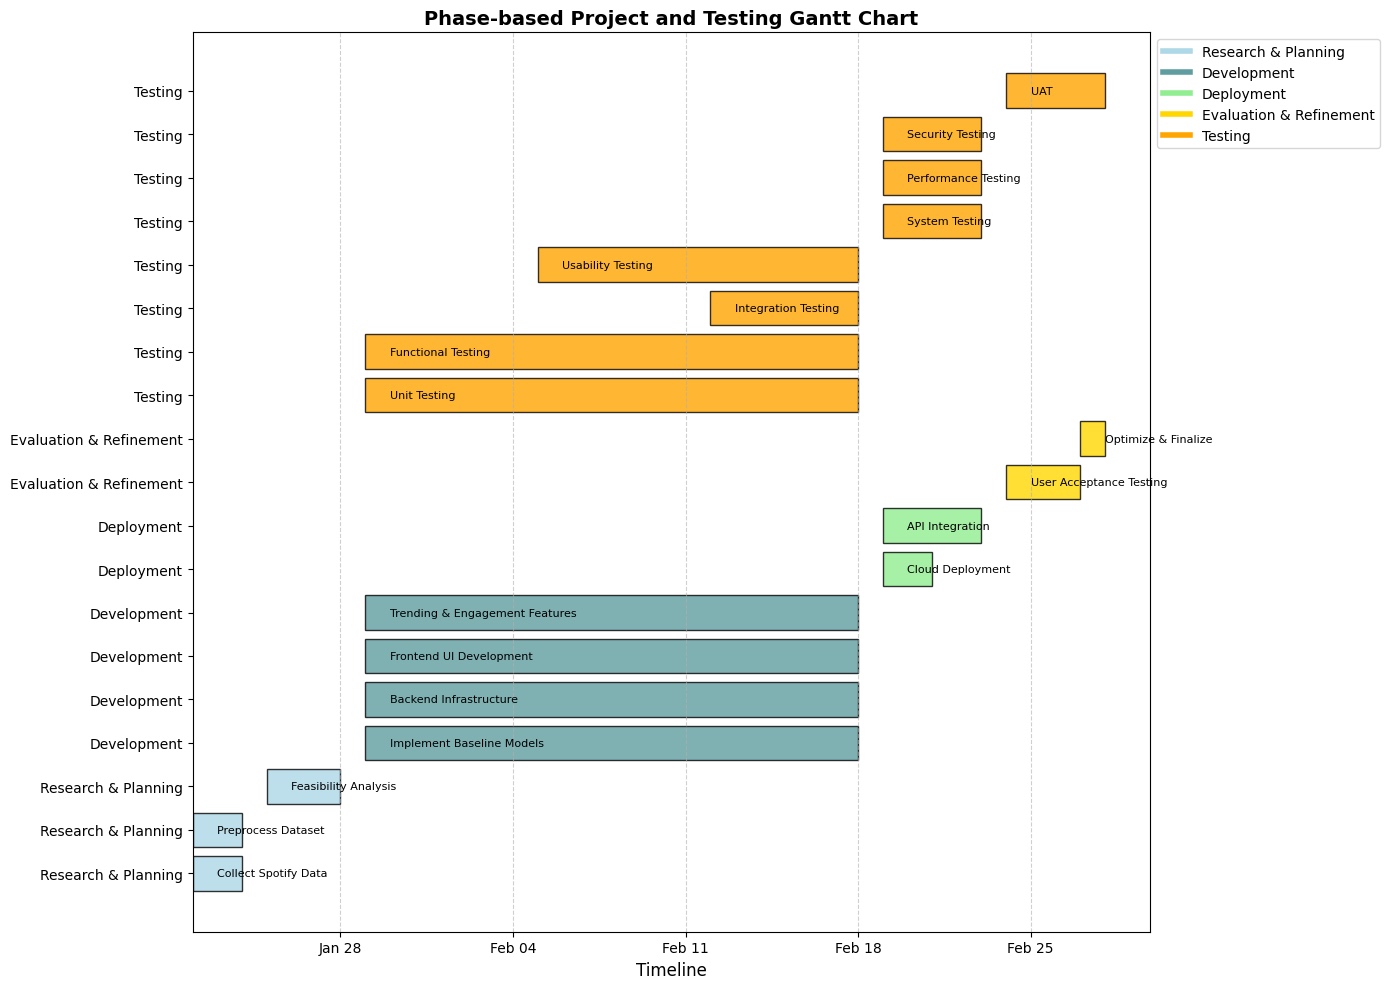 Phase-based Project and Testing Gantt Chart
Research & Planning
Development
Deployment
Evaluation & Refinement
Testing
Testing UAT
Testing Security Testing
Testing Performance Testing
Testing System Testing
Testing Usability Testing
Testing Integration Testing
Testing Functional Testing
Testing Unit Testing
Evaluation & Refinement Optimize & Finalize
Evaluation & Refinement User Acceptance Testing
Deployment API Integration
Deployment Cloud Deployment
Development Trending & Engagement Features
Development Frontend UI Development
Development Backend Infrastructure
Development Implement Baseline Models
Research & Planning Feasibility Analysis
Research & Planning Preprocess Dataset
Research & Planning Collect Spotify Data
Jan 28 Feb 04 Feb 11 Feb 18 Feb 25
Timeline